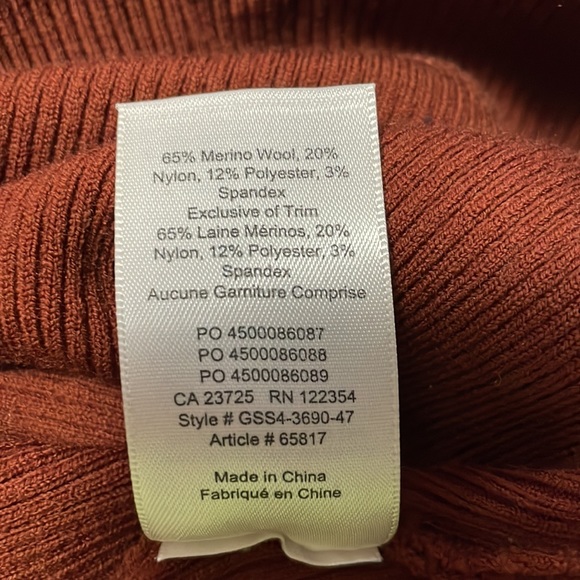 65% Merino Wool, 20%
Nylon, 12% Polyester, 3%
Spandex
Exclusive of Trim
65% Laine Mérinos, 20%
Nylon, 12% Polyester, 3%
Spandex
Aucune Garniture Comprise
PO 4500086087
PO 4500086088
PO 4500086089
CA 23725 RN 122354
Style # GSS4-3690-47
Article # 65817
Made in China
Fabriqué en Chine